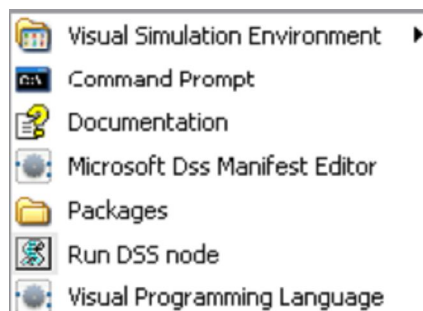 Visual Simulation Environment
Command Prompt
Documentation
Microsoft Dss Manifest Editor
Packages
Run DSS node
Visual Programming Language